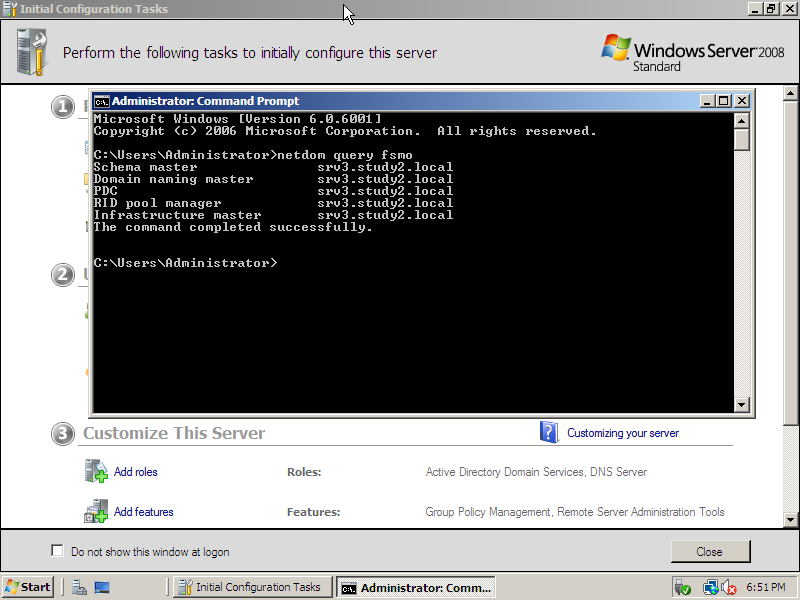 Initial Configuration Tasks
Perform the following tasks to initially configure this server
Windows Server 2008
Standard
1
Administrator: Command Prompt
Microsoft Windows [Version 6.0.6001]
Copyright (c) 2006 Microsoft Corporation.  All rights reserved.
C:\Users\Administrator>netdom query fsmo
Schema master               srv3.study2.local
Domain naming master        srv3.study2.local
PDC                         srv3.study2.local
RID pool manager            srv3.study2.local
Infrastructure master       srv3.study2.local
The command completed successfully.
C:\Users\Administrator>
2
3 Customize This Server
Customizing your server
Add roles Roles: Active Directory Domain Services, DNS Server
Add features Features: Group Policy Management, Remote Server Administration Tools
Do not show this window at logon
Close
Start Initial Configuration Tasks Administrator: Comm... 6:51 PM